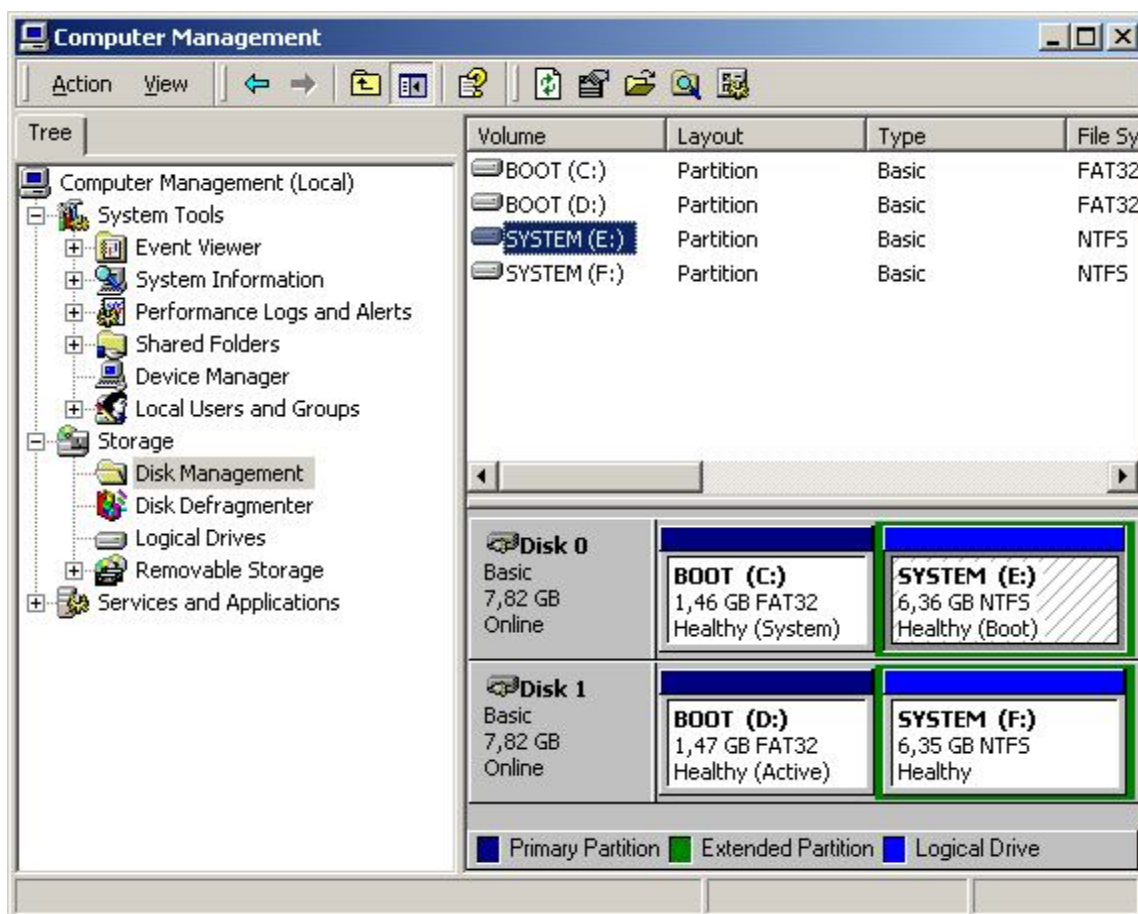 Computer Management
Action View
Tree
Computer Management (Local)
System Tools
Event Viewer
System Information
Performance Logs and Alerts
Shared Folders
Device Manager
Local Users and Groups
Storage
Disk Management
Disk Defragmenter
Logical Drives
Removable Storage
Services and Applications
Volume Layout Type File Sy
BOOT (C:) Partition Basic FAT32
BOOT (D:) Partition Basic FAT32
SYSTEM (E:) Partition Basic NTFS
SYSTEM (F:) Partition Basic NTFS
Disk 0
Basic
7,82 GB
Online
BOOT (C:)
1,46 GB FAT32
Healthy (System)
SYSTEM (E:)
6,36 GB NTFS
Healthy (Boot)
Disk 1
Basic
7,82 GB
Online
BOOT (D:)
1,47 GB FAT32
Healthy (Active)
SYSTEM (F:)
6,35 GB NTFS
Healthy
Primary Partition Extended Partition Logical Drive